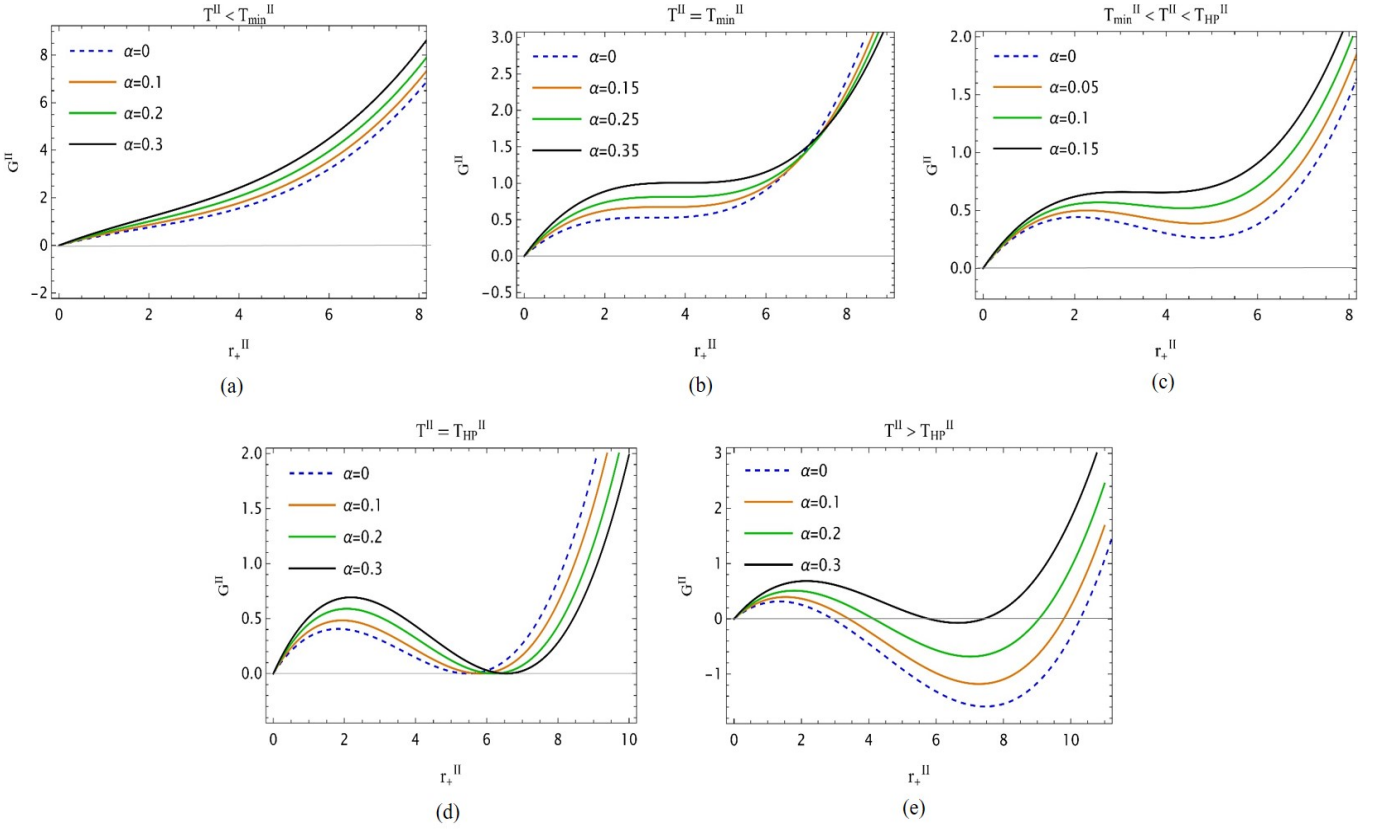 T^II < T_min^II
α=0
α=0.1
α=0.2
α=0.3
G^II
8
6
4
2
0
-2
0 2 4 6 8
r_+^II
(a)
T^II = T_min^II
α=0
α=0.15
α=0.25
α=0.35
G^II
3.0
2.5
2.0
1.5
1.0
0.5
0.0
-0.5
0 2 4 6 8
r_+^II
(b)
T_min^II < T^II < T_HP^II
α=0
α=0.05
α=0.1
α=0.15
G^II
2.0
1.5
1.0
0.5
0.0
0 2 4 6 8
r_+^II
(c)
T^II = T_HP^II
α=0
α=0.1
α=0.2
α=0.3
G^II
2.0
1.5
1.0
0.5
0.0
0 2 4 6 8 10
r_+^II
(d)
T^II > T_HP^II
α=0
α=0.1
α=0.2
α=0.3
G^II
3
2
1
0
-1
0 2 4 6 8 10
r_+^II
(e)